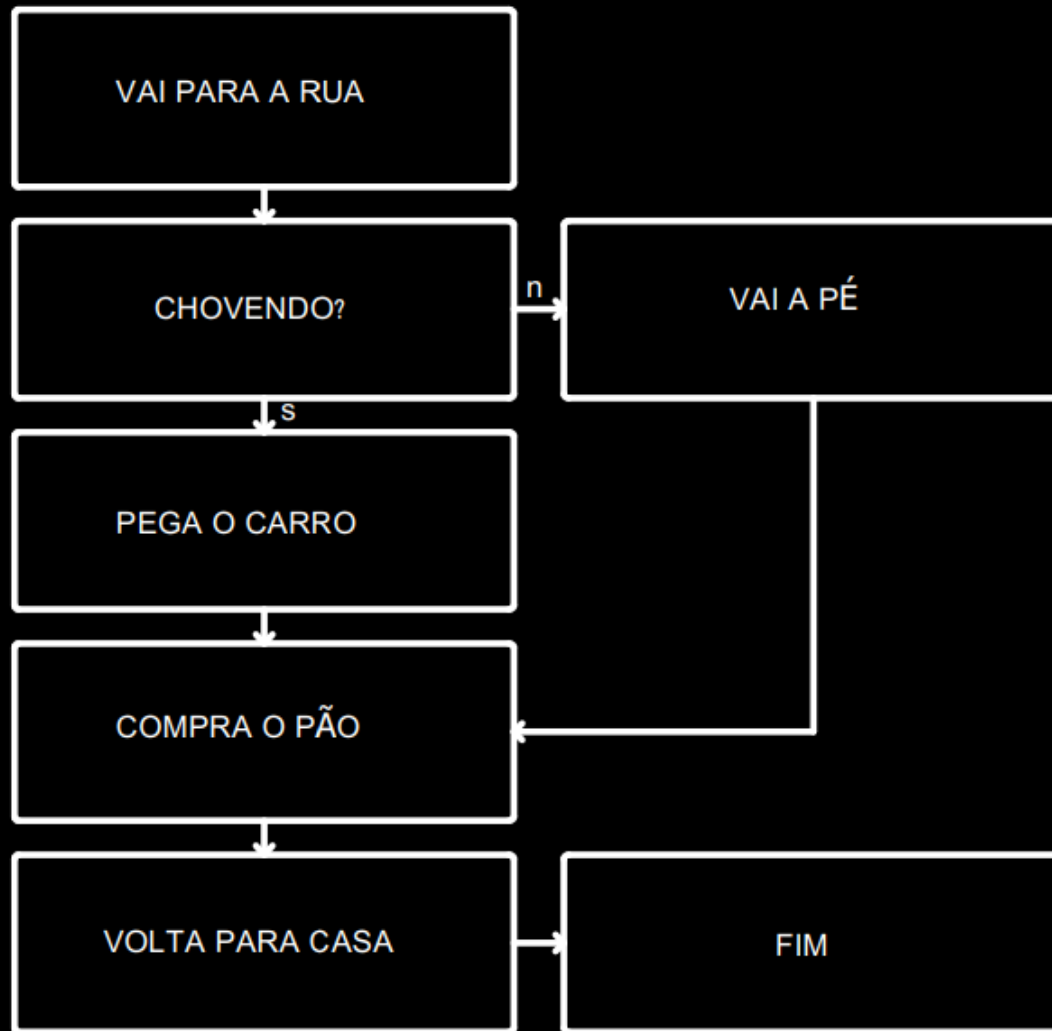 VAI PARA A RUA
CHOVENDO?
n
VAI A PÉ
s
PEGA O CARRO
COMPRA O PÃO
VOLTA PARA CASA
FIM